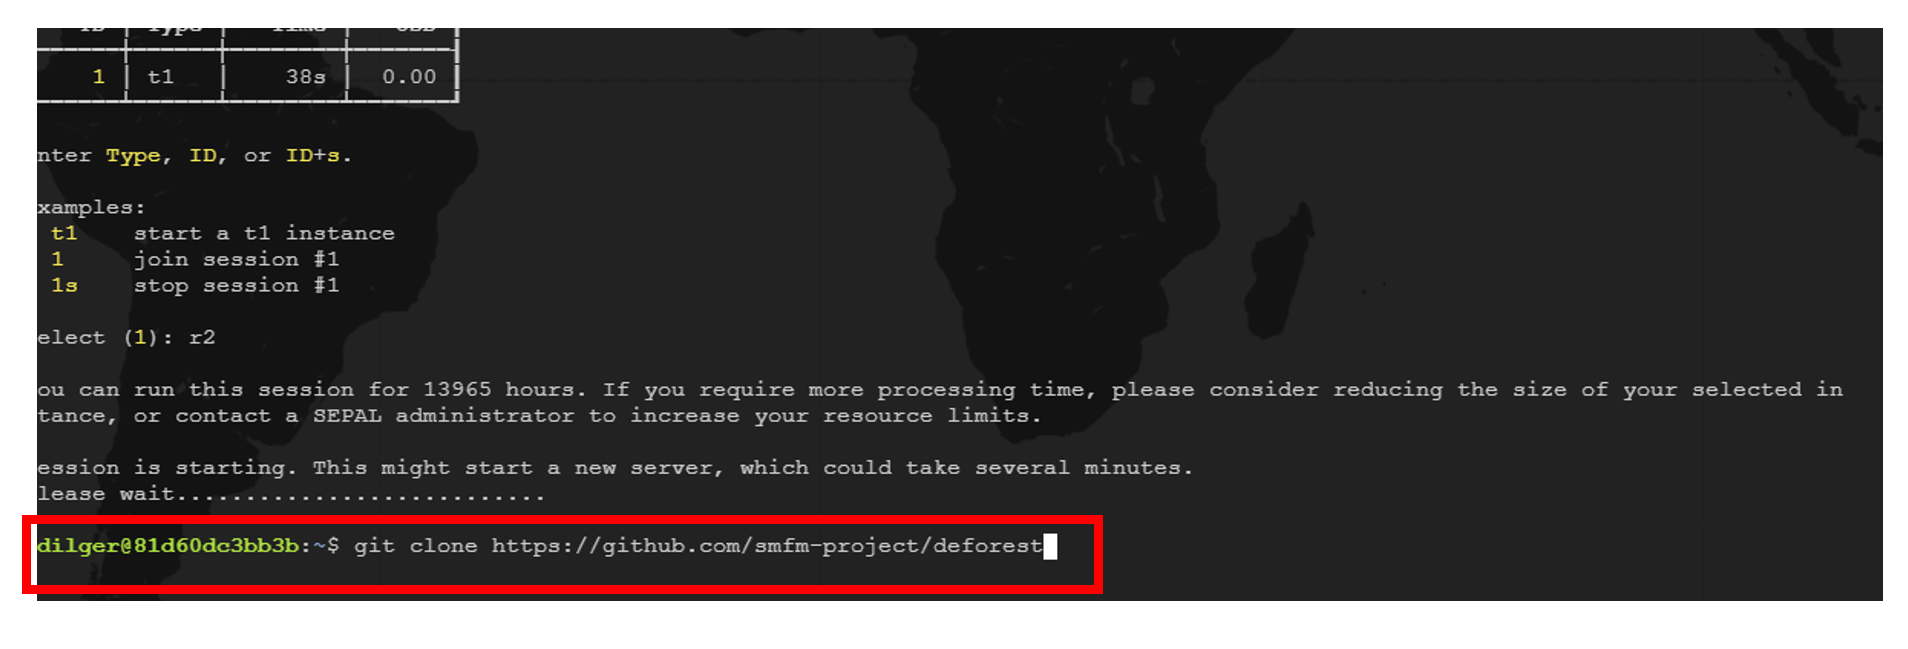 ID Type Time USD
1 t1 38s 0.00
nter Type, ID, or ID+s.
xamples:
t1 start a t1 instance
1 join session #1
1s stop session #1
elect (1): r2
ou can run this session for 13965 hours. If you require more processing time, please consider reducing the size of your selected in
tance, or contact a SEPAL administrator to increase your resource limits.
ession is starting. This might start a new server, which could take several minutes.
lease wait...........................
dilger@81d60dc3bb3b:~$ git clone https://github.com/smfm-project/deforest